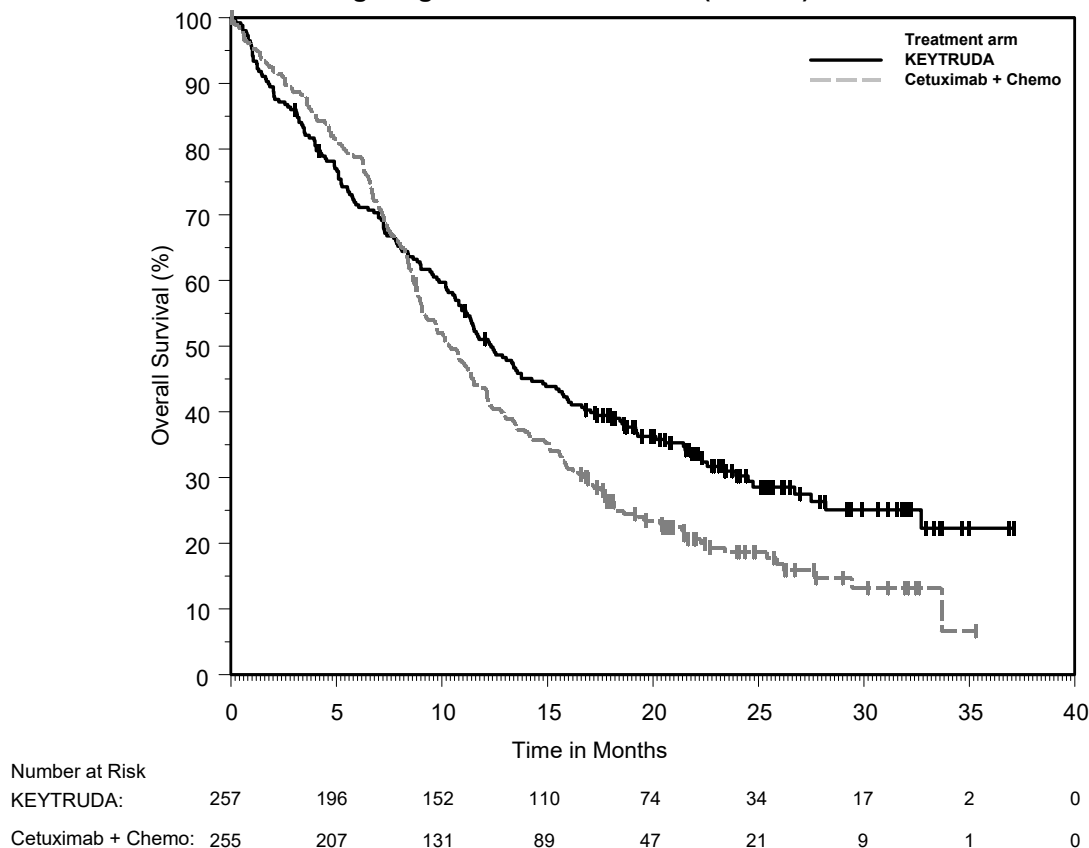 100
90
80
70
60
50
40
30
20
10
0
Overall Survival (%)
Treatment arm
KEYTRUDA
Cetuximab + Chemo
0 5 10 15 20 25 30 35 40
Time in Months
Number at Risk
KEYTRUDA: 257 196 152 110 74 34 17 2 0
Cetuximab + Chemo: 255 207 131 89 47 21 9 1 0